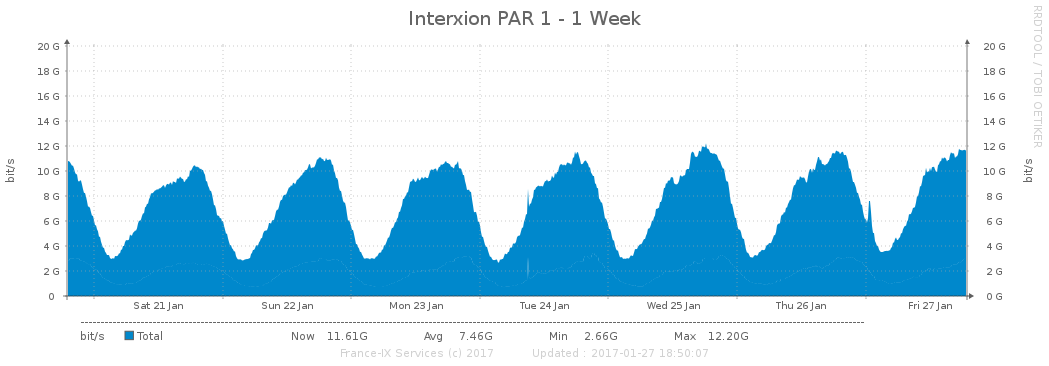 Interxion PAR 1 - 1 Week
RRDTOOL / TOBI OETIKER
bit/s
20 G 20 G
18 G 18 G
16 G 16 G
14 G 14 G
12 G 12 G
10 G 10 G
8 G 8 G
6 G 6 G
4 G 4 G
2 G 2 G
0 0 G
bit/s
Sat 21 Jan Sun 22 Jan Mon 23 Jan Tue 24 Jan Wed 25 Jan Thu 26 Jan Fri 27 Jan
bit/s Total Now 11.61G Avg 7.46G Min 2.66G Max 12.20G
France-IX Services (c) 2017 Updated : 2017-01-27 18:50:07